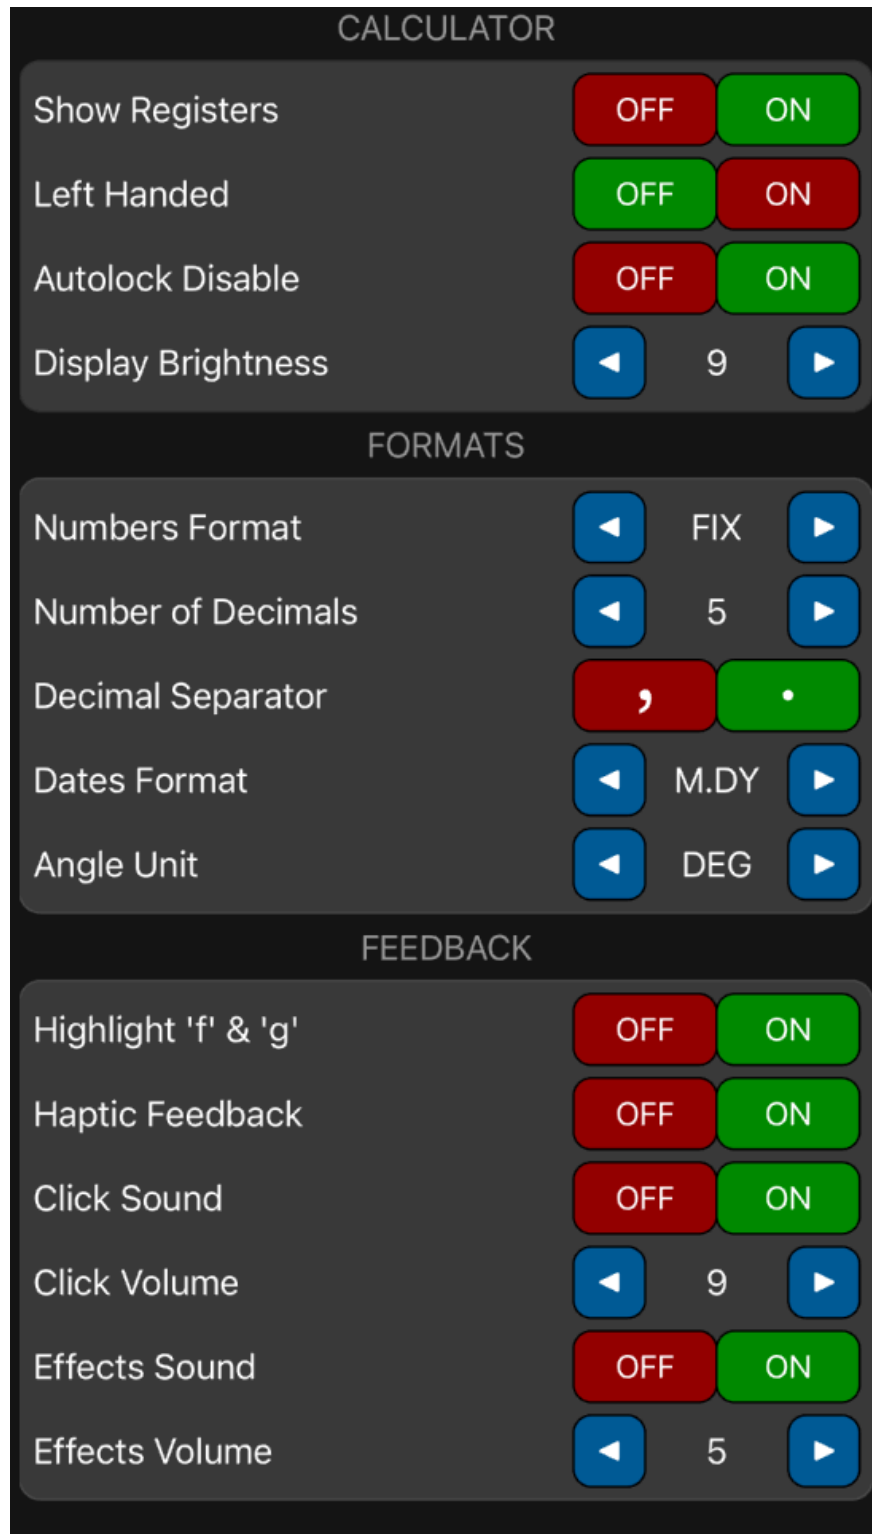 CALCULATOR
Show Registers OFF ON
Left Handed OFF ON
Autolock Disable OFF ON
Display Brightness ◀ 9 ▶
FORMATS
Numbers Format ◀ FIX ▶
Number of Decimals ◀ 5 ▶
Decimal Separator , .
Dates Format ◀ M.DY ▶
Angle Unit ◀ DEG ▶
FEEDBACK
Highlight 'f' & 'g' OFF ON
Haptic Feedback OFF ON
Click Sound OFF ON
Click Volume ◀ 9 ▶
Effects Sound OFF ON
Effects Volume ◀ 5 ▶